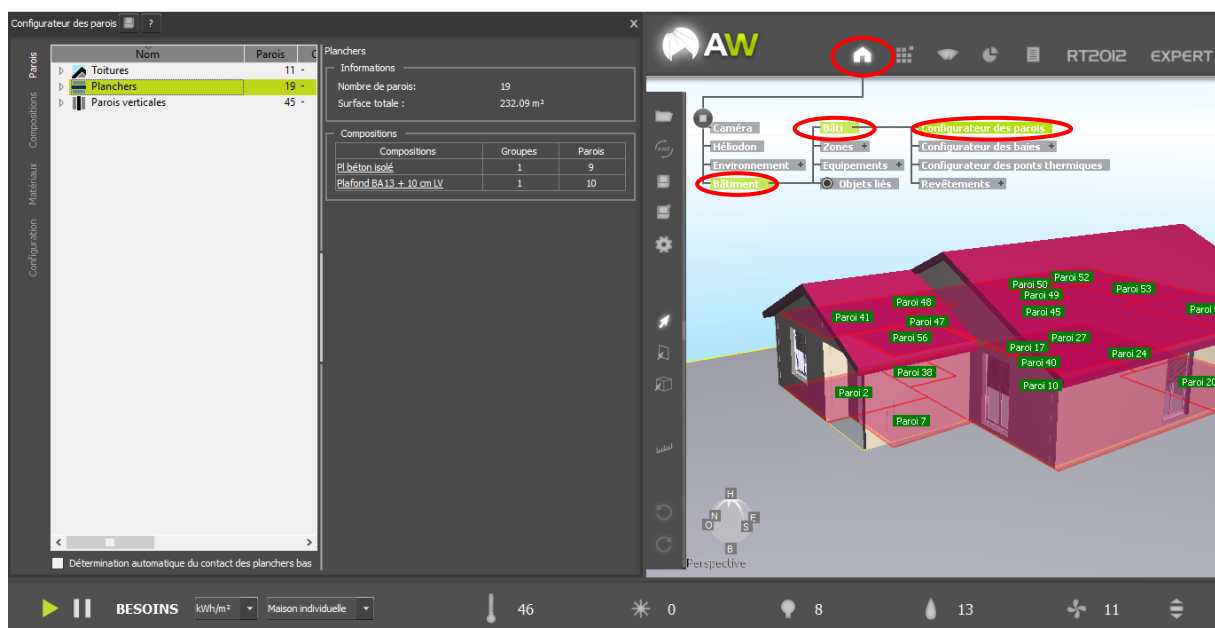 Configurateur des parois ? x
Parois
Compositions
Matériaux
Configuration
Nom Parois C
Toitures 11 -
Planchers 19 -
Parois verticales 45 -
Détermination automatique du contact des planchers bas
Planchers
Informations
Nombre de parois: 19
Surface totale : 232.09 m²
Compositions
Compositions Groupes Parois
Pl béton isolé 1 9
Plafond BA13 + 10 cm LV 1 10
AW
RT2012 EXPERT
Caméra Bâti Configurateur des parois
Héliodon Zones + Configurateur des baies +
Environnement + Equipements + Configurateur des ponts thermiques
Bâtiment Objets liés Revêtements +
Paroi 52
Paroi 50
Paroi 53
Paroi 49
Paroi 48
Paroi 45
Paroi
Paroi 41
Paroi 47
Paroi 56
Paroi 27
Paroi 17
Paroi 24
Paroi 40
Paroi 38
Paroi 20
Paroi 10
Paroi 2
Paroi 7
H
N E
O S
B
Perspective
BESOINS kWh/m² Maison individuelle 46 0 8 13 11